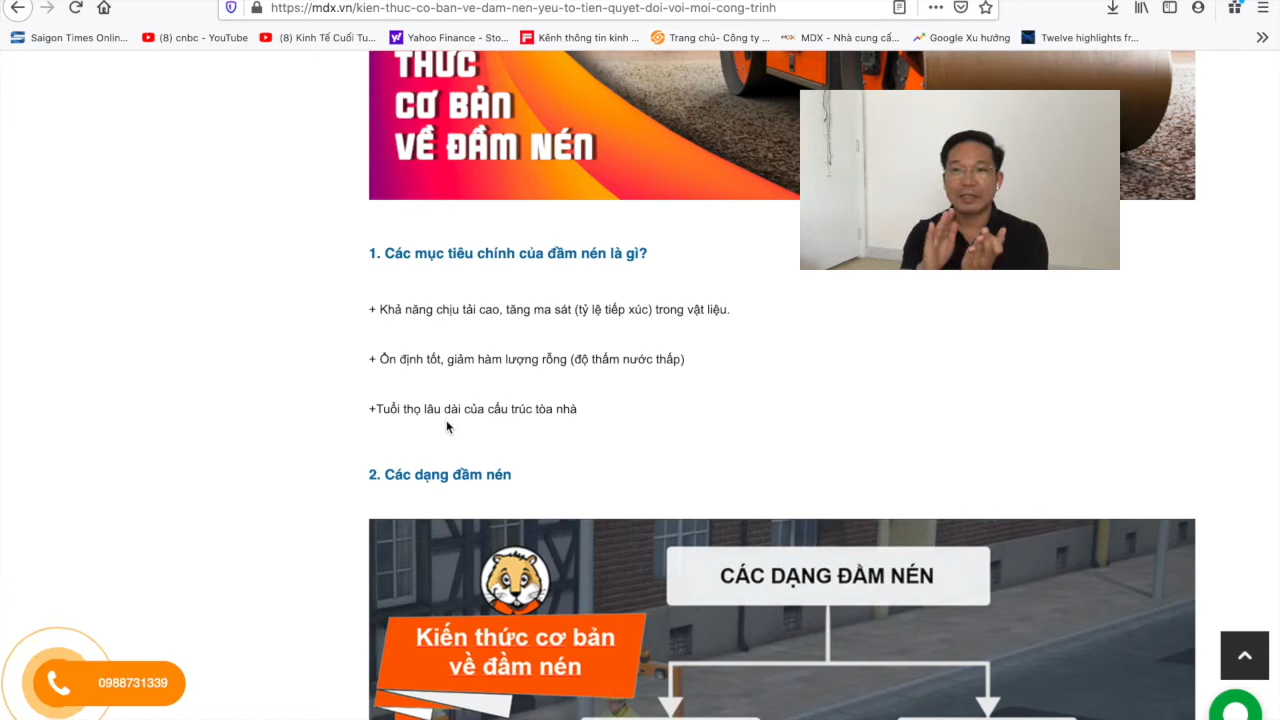 https://mdx.vn/kien-thuc-co-ban-ve-dam-nen-yeu-to-tien-quyet-doi-voi-moi-cong-trinh
Saigon Times Onlin...
(8) cnbc - YouTube
(8) Kinh Tế Cuối Tu...
Yahoo Finance - Sto...
Kênh thông tin kinh ...
Trang chủ- Công ty ...
MDX - Nhà cung cấ...
Google Xu hướng
Twelve highlights fr...
THỨC
CƠ BẢN
VỀ ĐẦM NÉN
1. Các mục tiêu chính của đầm nén là gì?
+ Khả năng chịu tải cao, tăng ma sát (tỷ lệ tiếp xúc) trong vật liệu.
+ Ổn định tốt, giảm hàm lượng rỗng (độ thấm nước thấp)
+Tuổi thọ lâu dài của cấu trúc tòa nhà
2. Các dạng đầm nén
CÁC DẠNG ĐẦM NÉN
Kiến thức cơ bản
về đầm nén
0988731339